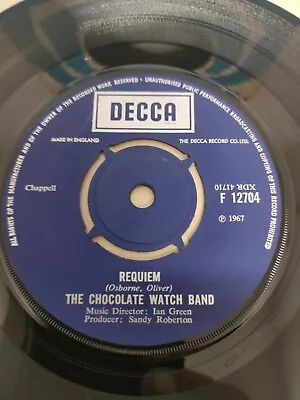 ALL RIGHTS OF THE MANUFACTURER AND OF THE OWNER OF THE RECORDED WORK RESERVED · UNAUTHORISED PUBLIC PERFORMANCE BROADCASTING AND COPYING OF THIS RECORD PROHIBITED
DECCA
MADE IN ENGLAND
THE DECCA RECORD CO. LTD.
Chappell
XDR 41710
F 12704
℗ 1967
REQUIEM
(Osborne, Oliver)
THE CHOCOLATE WATCH BAND
Music Director: Ian Green
Producer; Sandy Roberton